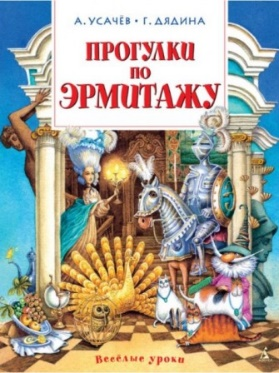 А. УСАЧЁВ • Г. ДЯДИНА
ПРОГУЛКИ
ПО
ЭРМИТАЖУ
Весёлые уроки